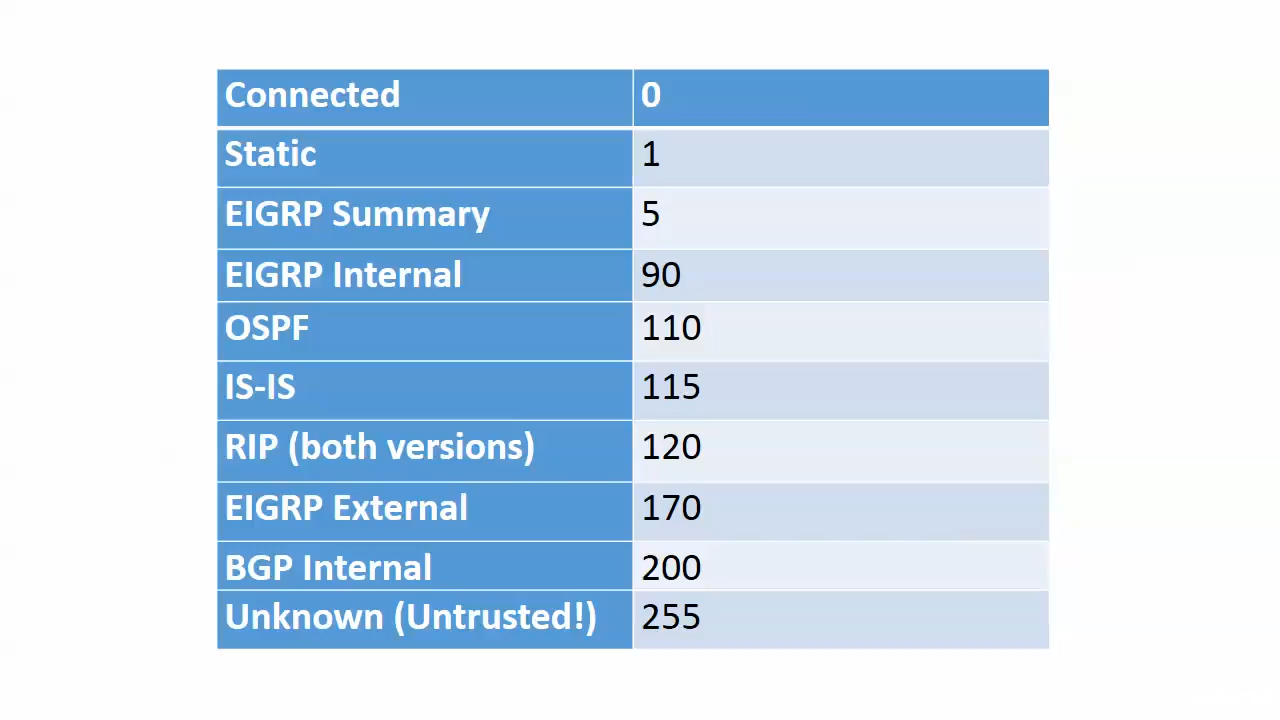 Connected 0
Static 1
EIGRP Summary 5
EIGRP Internal 90
OSPF 110
IS-IS 115
RIP (both versions) 120
EIGRP External 170
BGP Internal 200
Unknown (Untrusted!) 255